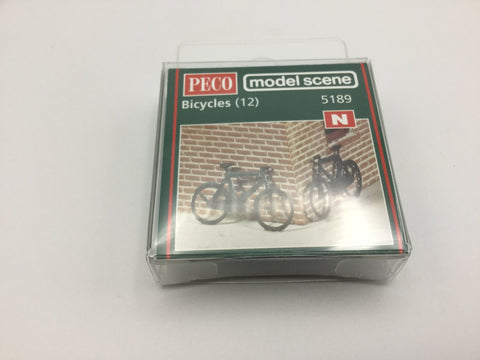 PECO model scene
Bicycles (12) 5189
N